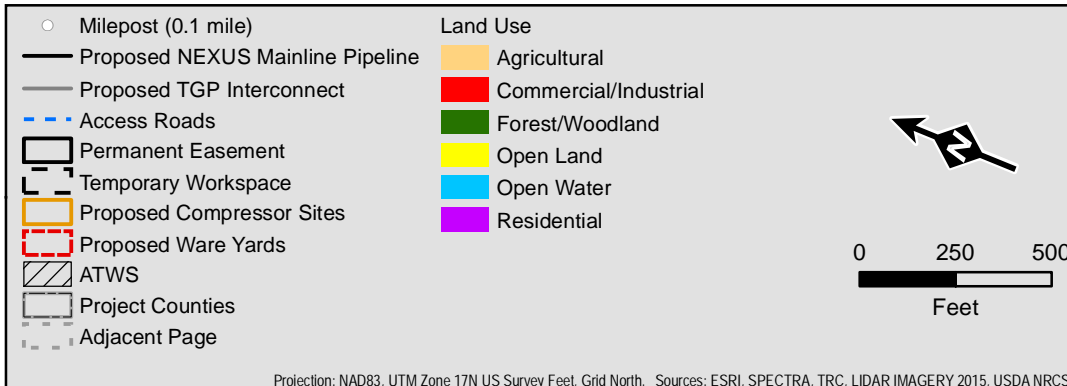 Milepost (0.1 mile)
Proposed NEXUS Mainline Pipeline
Proposed TGP Interconnect
Access Roads
Permanent Easement
Temporary Workspace
Proposed Compressor Sites
Proposed Ware Yards
ATWS
Project Counties
Adjacent Page
Land Use
Agricultural
Commercial/Industrial
Forest/Woodland
Open Land
Open Water
Residential
N
0 250 500
Feet
Projection: NAD83, UTM Zone 17N US Survey Feet, Grid North. Sources: ESRI, SPECTRA, TRC, LIDAR IMAGERY 2015, USDA NRCS